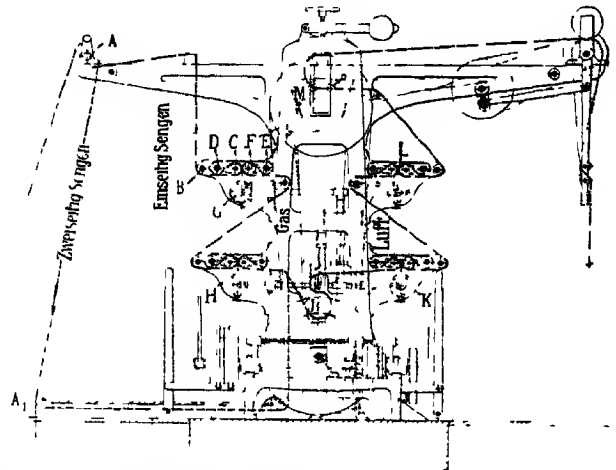 A
M
D C F E
B
G
L
Zweiseitig Sengen
Einseitig Sengen
Gas
Luft
H
K
A₁